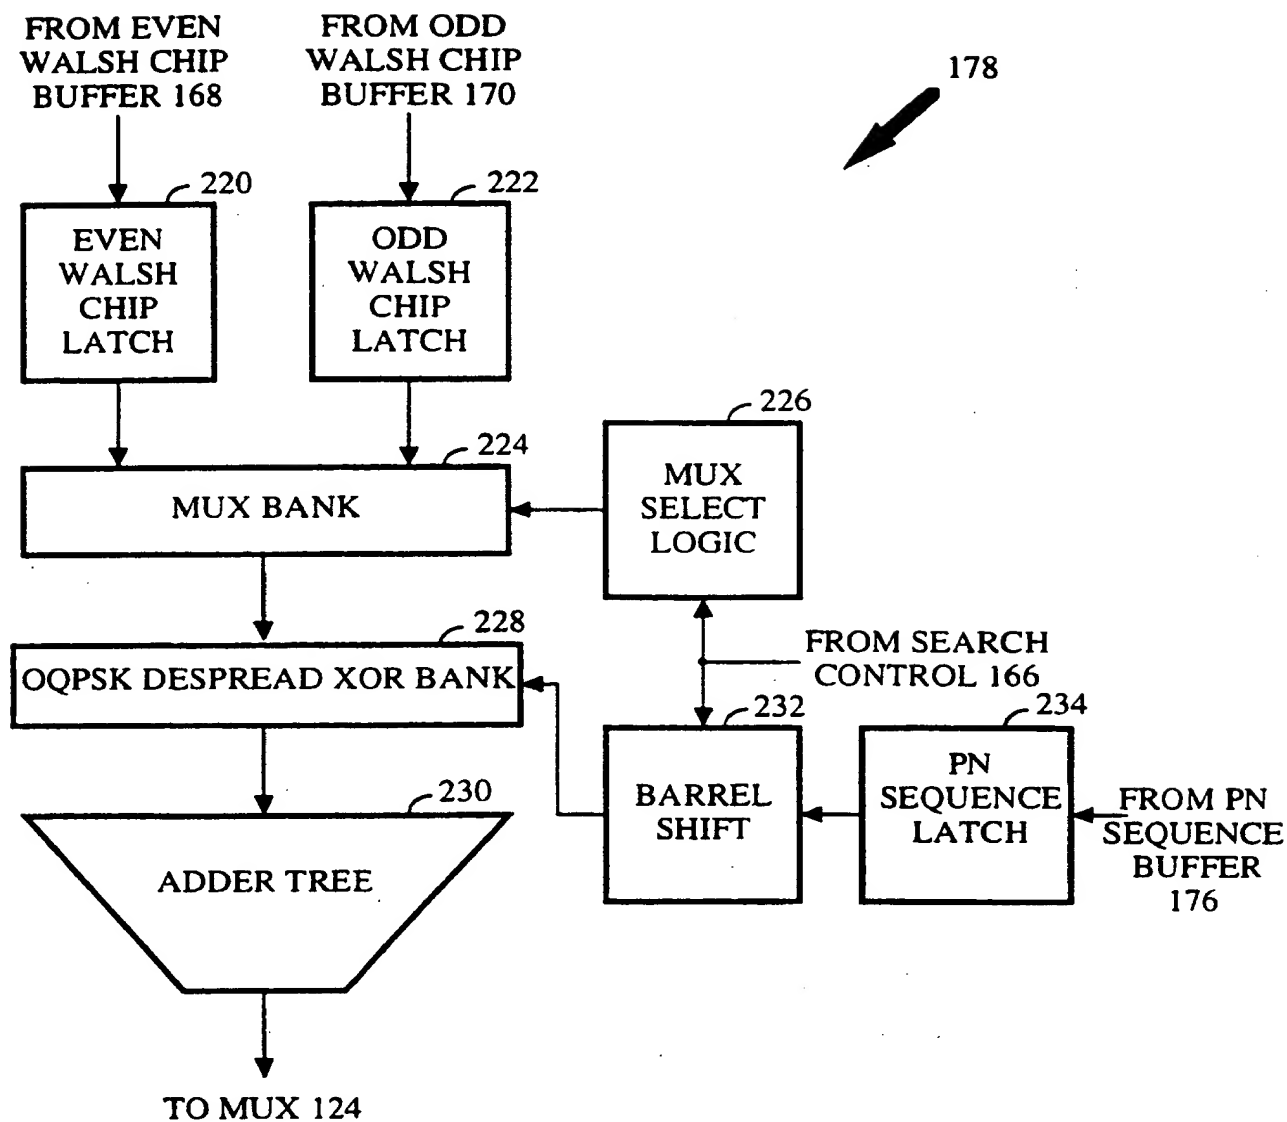 FROM EVEN
WALSH CHIP
BUFFER 168
FROM ODD
WALSH CHIP
BUFFER 170
178
220
EVEN
WALSH
CHIP
LATCH
222
ODD
WALSH
CHIP
LATCH
224
MUX BANK
226
MUX
SELECT
LOGIC
228
OQPSK DESPREAD XOR BANK
FROM SEARCH
CONTROL 166
230
ADDER TREE
232
BARREL
SHIFT
234
PN
SEQUENCE
LATCH
FROM PN
SEQUENCE
BUFFER
176
TO MUX 124